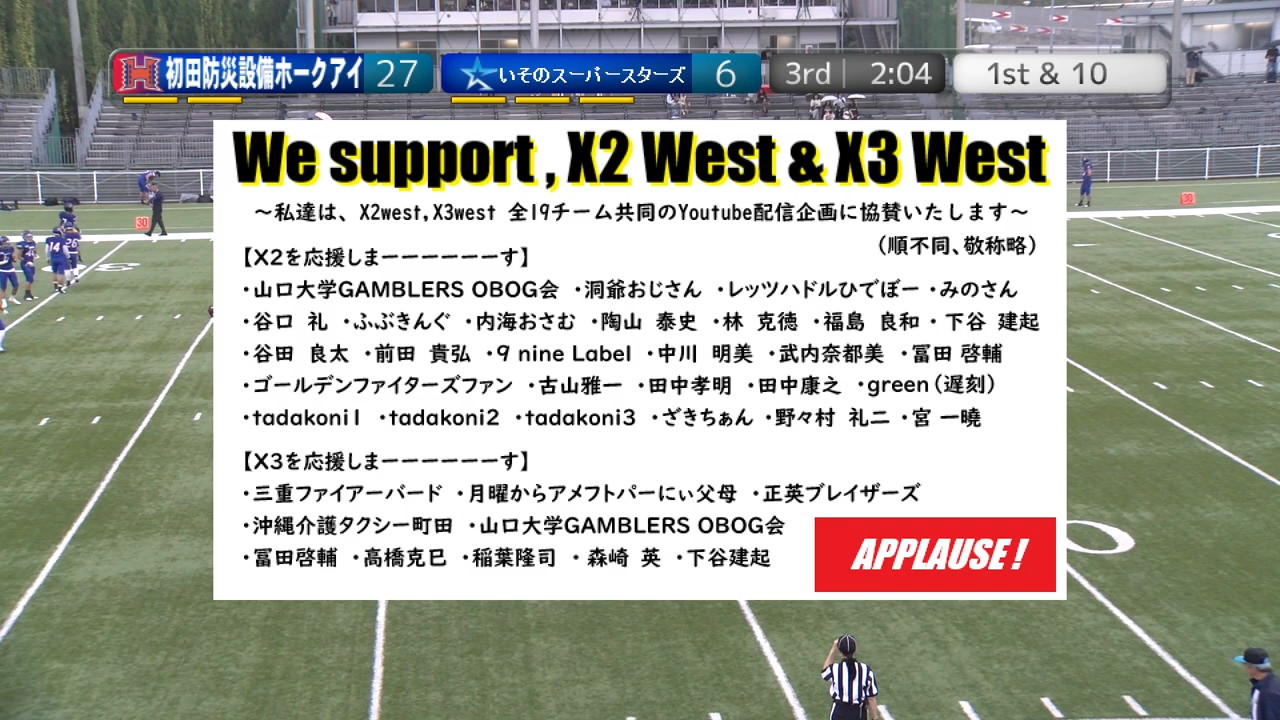 初田防災設備ホークアイ 27 いそのスーパースターズ 6 3rd 2:04 1st & 10
We support , X2 West & X3 West
～私達は、X2west,X3west 全19チーム共同のYoutube配信企画に協賛いたします～
（順不同、敬称略）
【X2を応援しまーーーーーーす】
・山口大学GAMBLERS OBOG会 ・洞爺おじさん ・レッツハドルひでぼー ・みのさん
・谷口 礼 ・ふぶきんぐ ・内海おさむ ・陶山 泰史 ・林 克徳 ・福島 良和 ・下谷 建起
・谷田 良太 ・前田 貴弘 ・9 nine Label ・中川 明美 ・武内奈都美 ・冨田 啓輔
・ゴールデンファイターズファン ・古山雅一 ・田中孝明 ・田中康之 ・green（遅刻）
・tadakoni1 ・tadakoni2 ・tadakoni3 ・ざきちぁん ・野々村 礼二 ・宮 一曉
【X3を応援しまーーーーーーす】
・三重ファイアーバード ・月曜からアメフトバーにぃ父母 ・正英ブレイザーズ
・沖縄介護タクシー町田 ・山口大学GAMBLERS OBOG会
・冨田啓輔 ・高橋克巳 ・稲葉隆司 ・森崎 英 ・下谷建起
APPLAUSE !
30
30
14
26